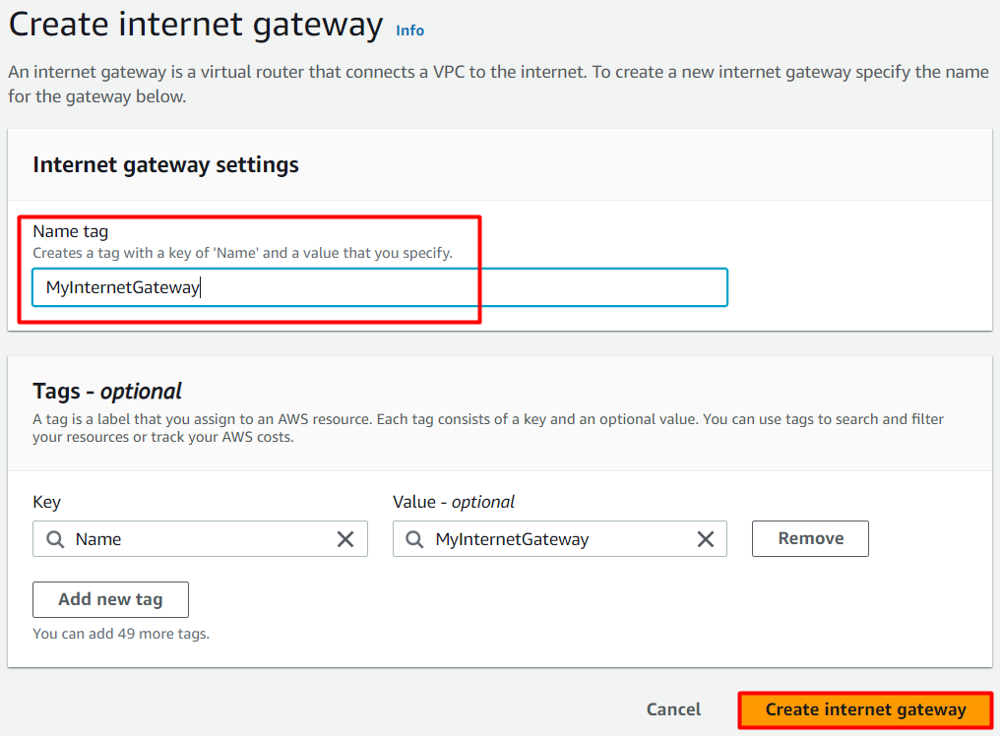 Create internet gateway Info
An internet gateway is a virtual router that connects a VPC to the internet. To create a new internet gateway specify the name
for the gateway below.
Internet gateway settings
Name tag
Creates a tag with a key of 'Name' and a value that you specify.
MyInternetGateway
Tags - optional
A tag is a label that you assign to an AWS resource. Each tag consists of a key and an optional value. You can use tags to search and filter
your resources or track your AWS costs.
Key Value - optional
Name MyInternetGateway Remove
Add new tag
You can add 49 more tags.
Cancel Create internet gateway